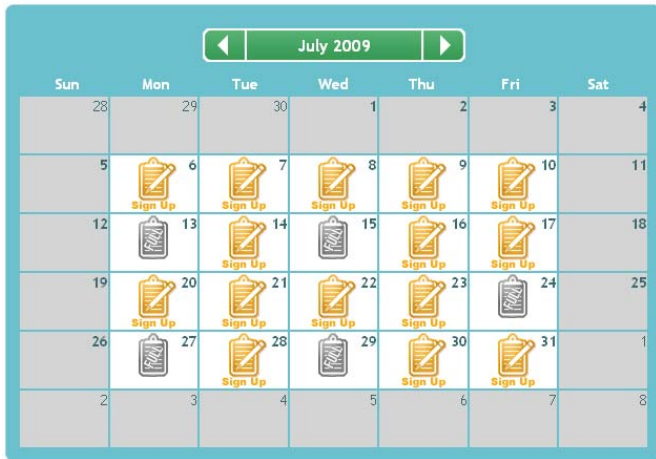 July 2009
Sun Mon Tue Wed Thu Fri Sat
28 29 30 1 2 3 4
5 6 7 8 9 10 11
Sign Up Sign Up Sign Up Sign Up Sign Up
12 13 14 15 16 17 18
FULL FULL
Sign Up Sign Up Sign Up
19 20 21 22 23 24 25
FULL
Sign Up Sign Up Sign Up Sign Up
26 27 28 29 30 31 1
FULL FULL
Sign Up Sign Up Sign Up
2 3 4 5 6 7 8